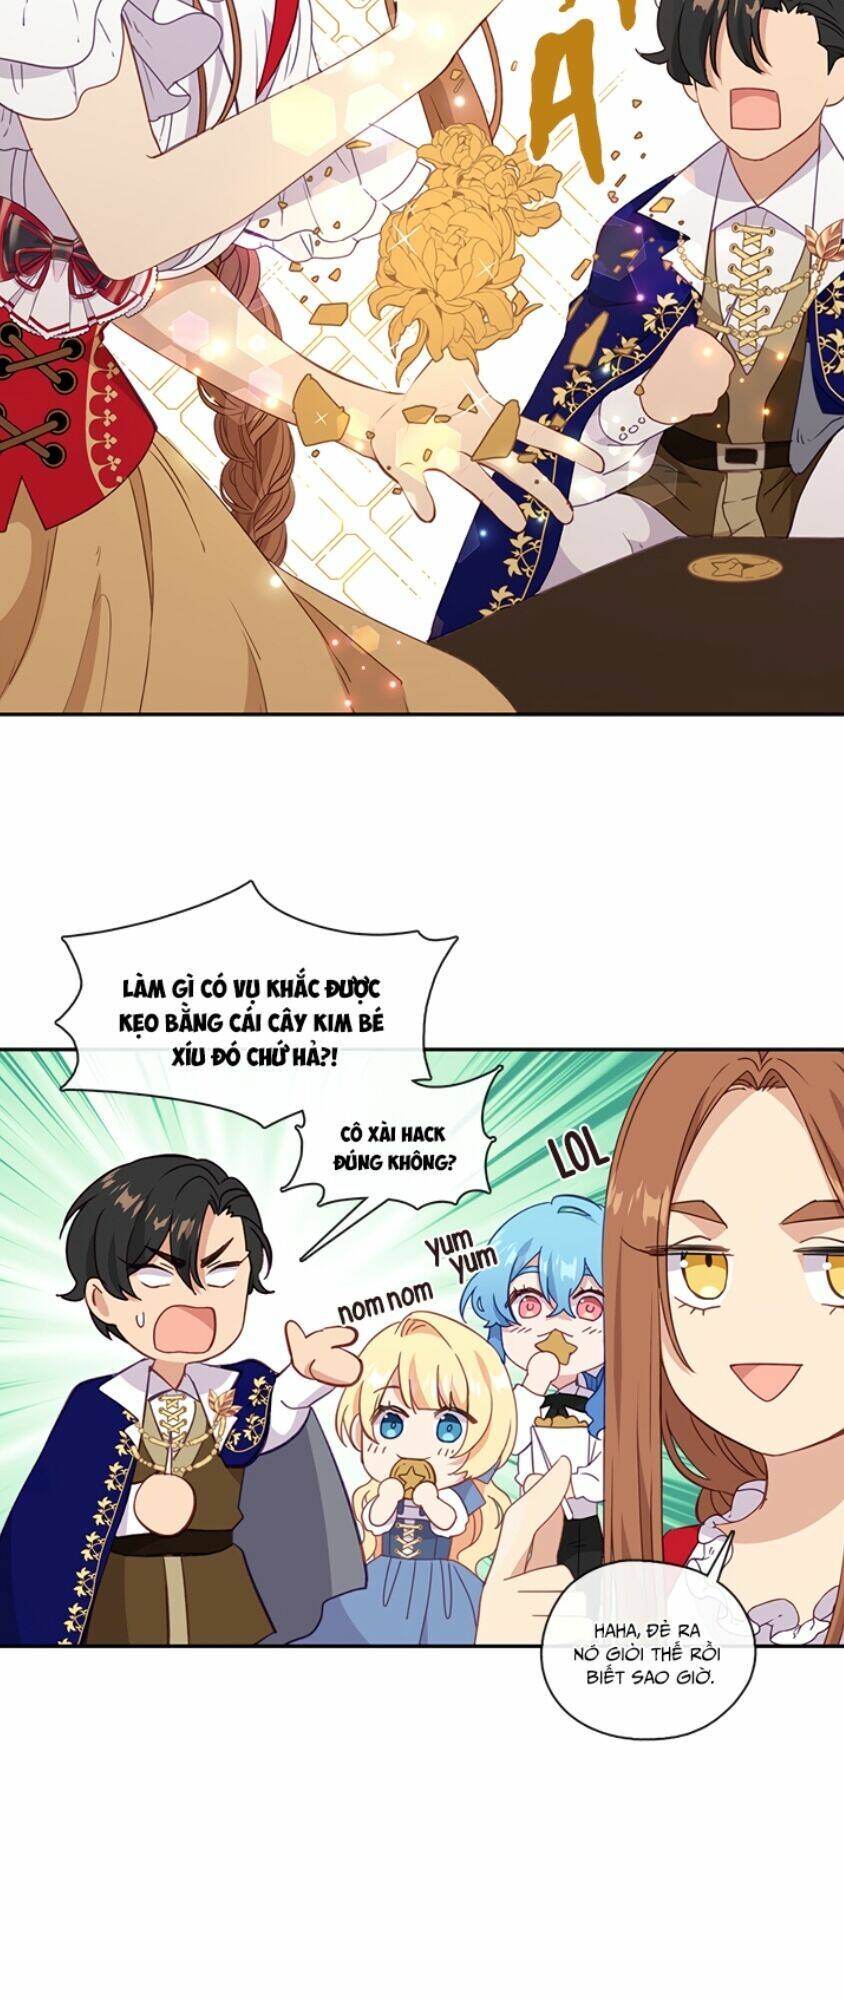 LÀM GÌ CÓ VỤ KHẮC ĐƯỢC
KẸO BẰNG CÁI CÂY KIM BÉ
XÍU ĐÓ CHỨ HẢ?!
CÔ XÀI HACK
ĐÚNG KHÔNG?
LOL
yum
yum
nom nom
HAHA, ĐẺ RA
NÓ GIỎI THẾ RỒI
BIẾT SAO GIỜ.